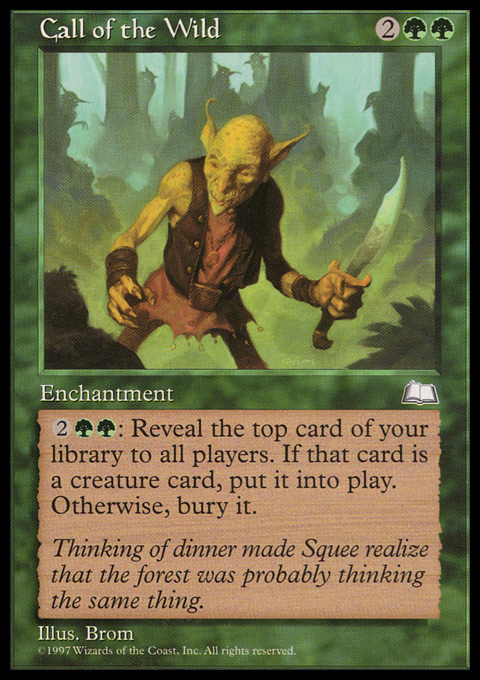 Call of the Wild 2
Enchantment
2 : Reveal the top card of your
library to all players. If that card is
a creature card, put it into play.
Otherwise, bury it.
Thinking of dinner made Squee realize
that the forest was probably thinking
the same thing.
Illus. Brom
©1997 Wizards of the Coast, Inc. All rights reserved.